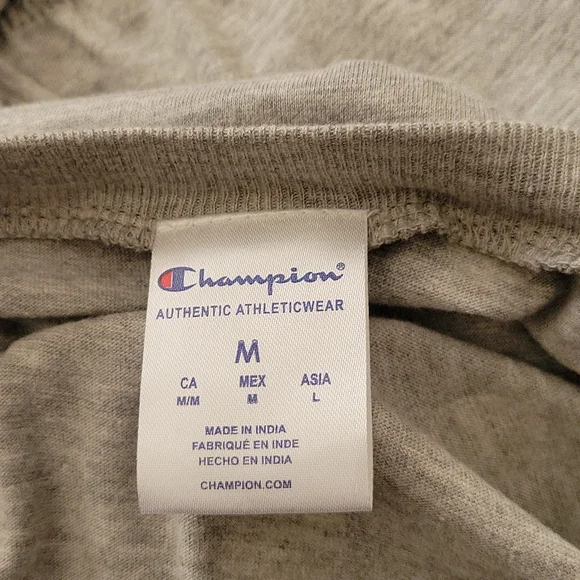 Champion®
AUTHENTIC ATHLETICWEAR
M
CA MEX ASIA
M/M M L
MADE IN INDIA
FABRIQUÉ EN INDE
HECHO EN INDIA
CHAMPION.COM